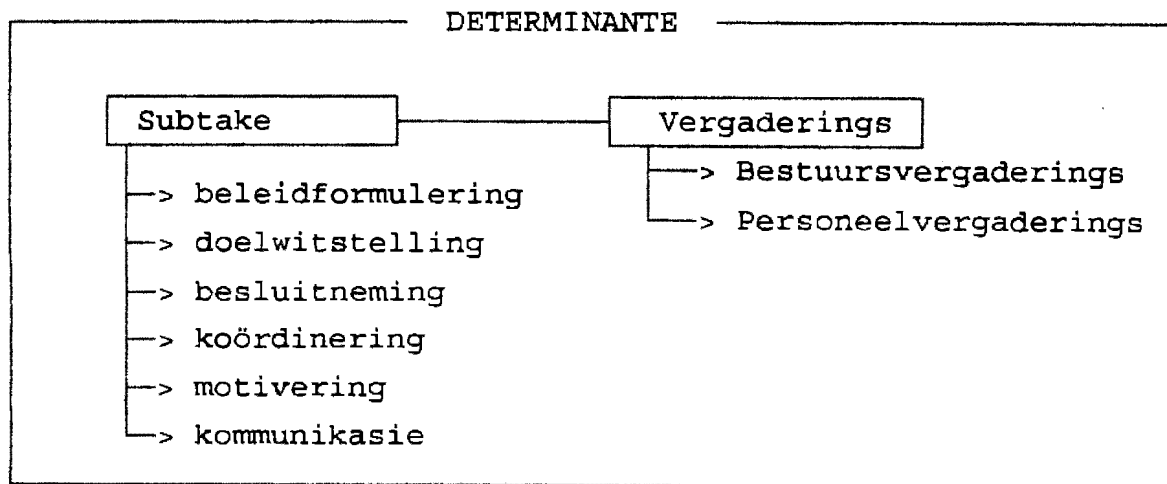 DETERMINANTE
Subtake
Vergaderings
> beleidformulering
> doelwitstelling
> besluitneming
> koördinering
> motivering
> kommunikasie
> Bestuursvergaderings
> Personeelvergaderings